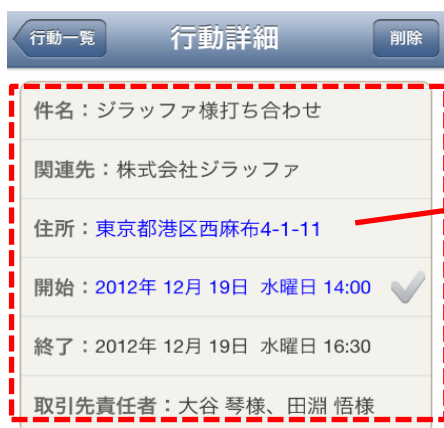 行動一覧
行動詳細
削除
件名：ジラッファ様打ち合わせ
関連先：株式会社ジラッファ
住所：東京都港区西麻布4-1-11
開始：2012年 12月 19日 水曜日 14:00
終了：2012年 12月 19日 水曜日 16:30
取引先責任者：大谷 琴様、田淵 悟様